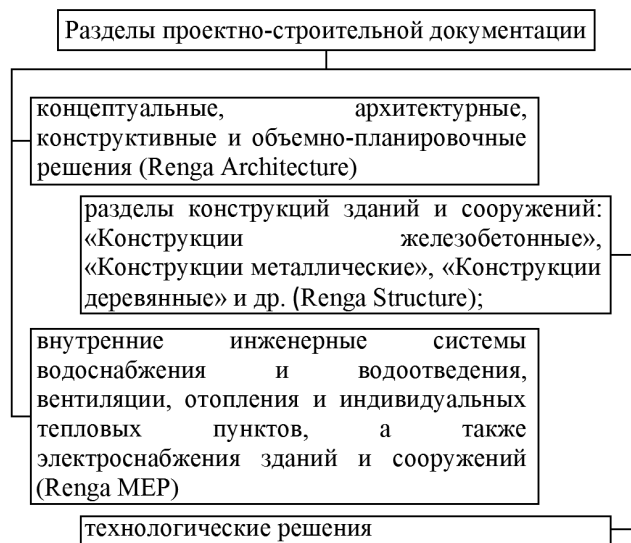 Разделы проектно-строительной документации
концептуальные, архитектурные,
конструктивные и объемно-планировочные
решения (Renga Architecture)
разделы конструкций зданий и сооружений:
«Конструкции железобетонные»,
«Конструкции металлические», «Конструкции
деревянные» и др. (Renga Structure);
внутренние инженерные системы
водоснабжения и водоотведения,
вентиляции, отопления и индивидуальных
тепловых пунктов, а также
электроснабжения зданий и сооружений
(Renga MEP)
технологические решения